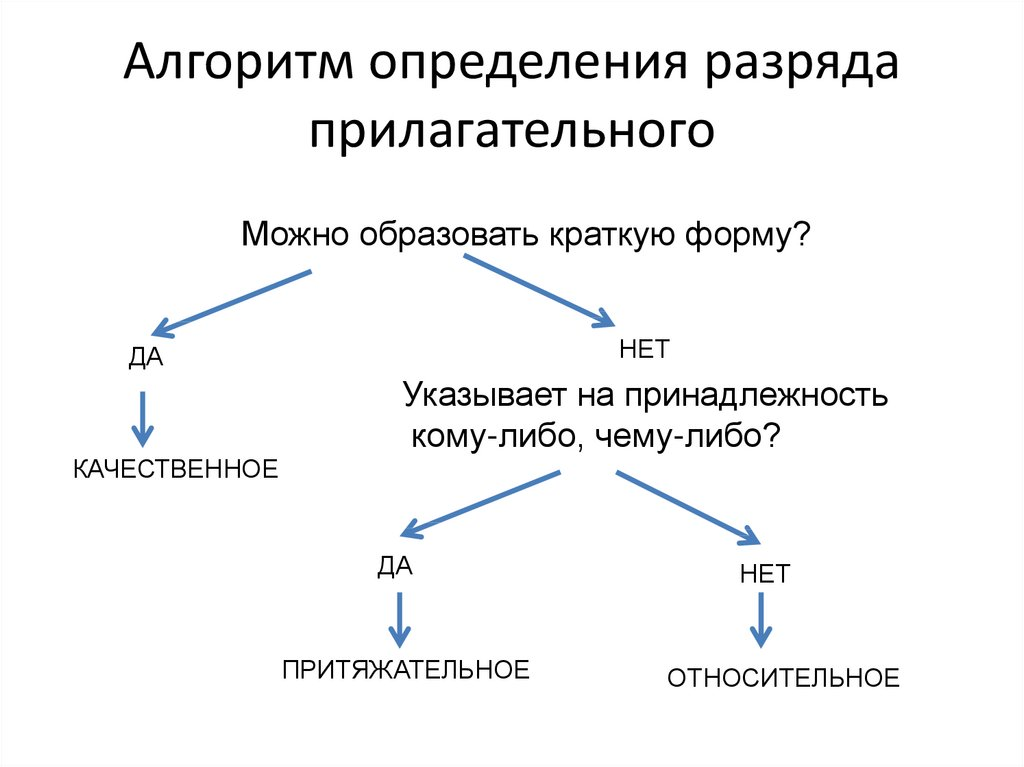 Алгоритм определения разряда
прилагательного
Можно образовать краткую форму?
ДА
НЕТ
Указывает на принадлежность
кому-либо, чему-либо?
КАЧЕСТВЕННОЕ
ДА
НЕТ
ПРИТЯЖАТЕЛЬНОЕ
ОТНОСИТЕЛЬНОЕ